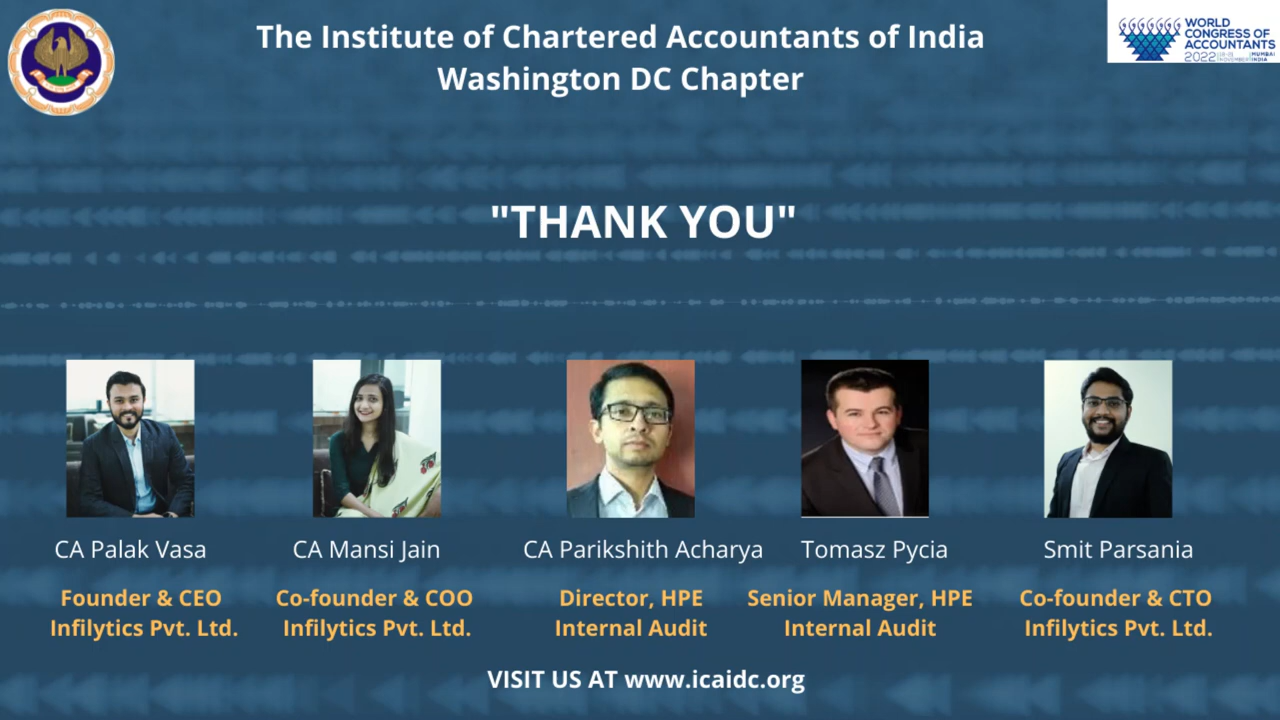 The Institute of Chartered Accountants of India
Washington DC Chapter
WORLD
CONGRESS OF
ACCOUNTANTS
2022
MUMBAI
INDIA
"THANK YOU"
CA Palak Vasa
CA Mansi Jain
CA Parikshith Acharya
Tomasz Pycia
Smit Parsania
Founder & CEO
Infilytics Pvt. Ltd.
Co-founder & COO
Infilytics Pvt. Ltd.
Director, HPE
Internal Audit
Senior Manager, HPE
Internal Audit
Co-founder & CTO
Infilytics Pvt. Ltd.
VISIT US AT www.icaidc.org